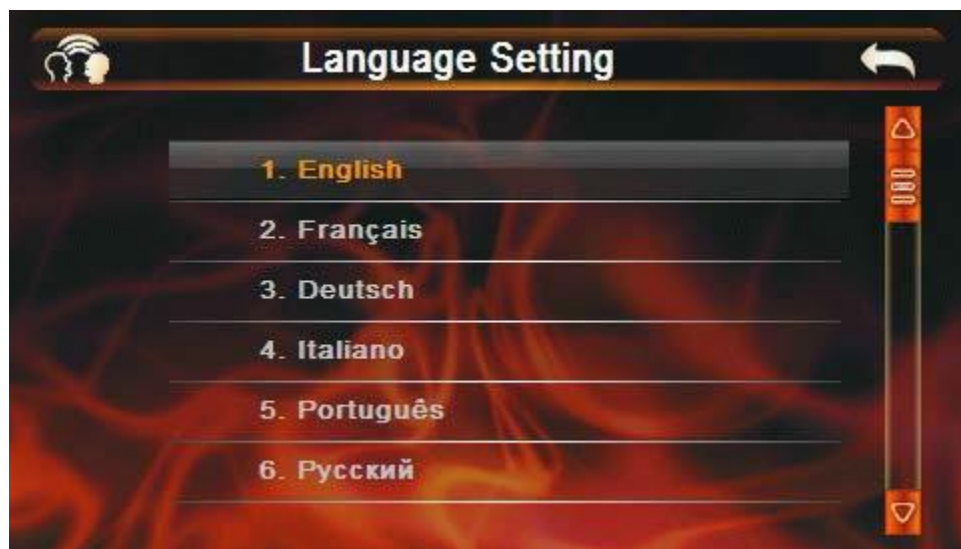 Language Setting
1. English
2. Français
3. Deutsch
4. Italiano
5. Português
6. Русский